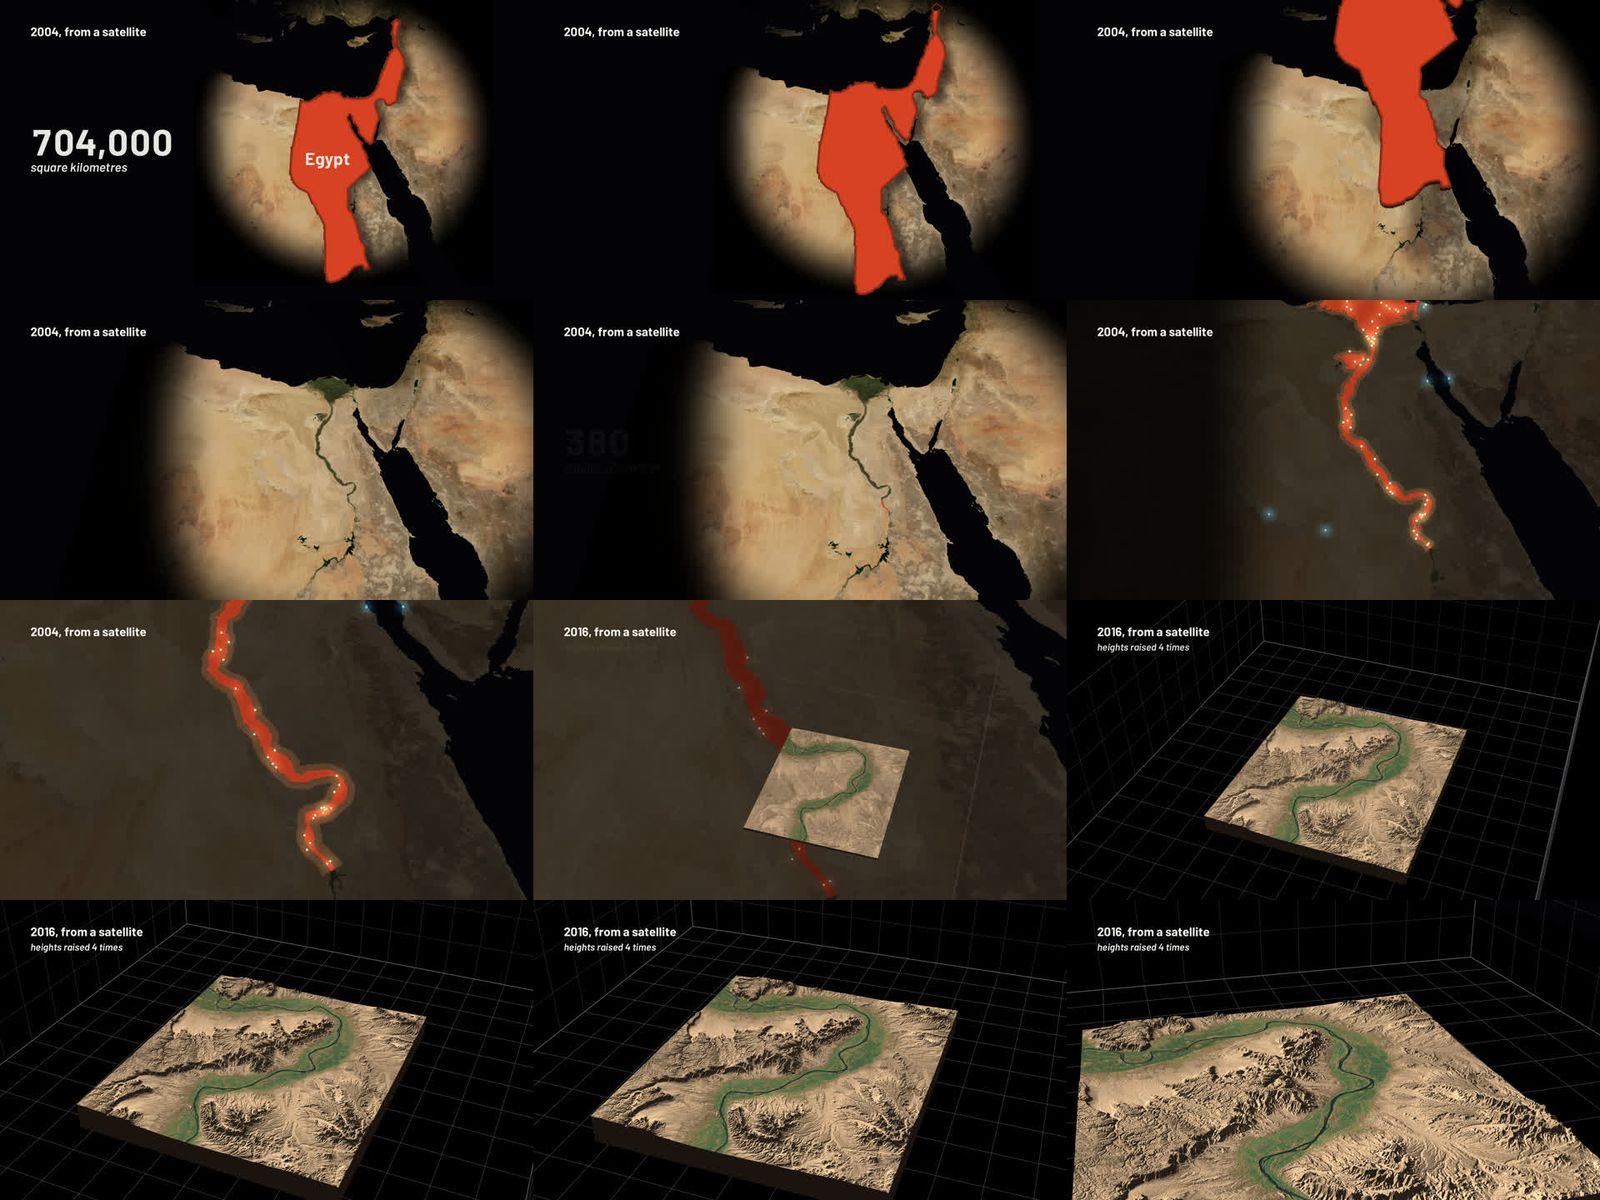 2004, from a satellite
704,000
square kilometres
Egypt
2004, from a satellite
2004, from a satellite
2004, from a satellite
2004, from a satellite
380
2004, from a satellite
2004, from a satellite
2016, from a satellite
2016, from a satellite
heights raised 4 times
2016, from a satellite
heights raised 4 times
2016, from a satellite
heights raised 4 times
2016, from a satellite
heights raised 4 times